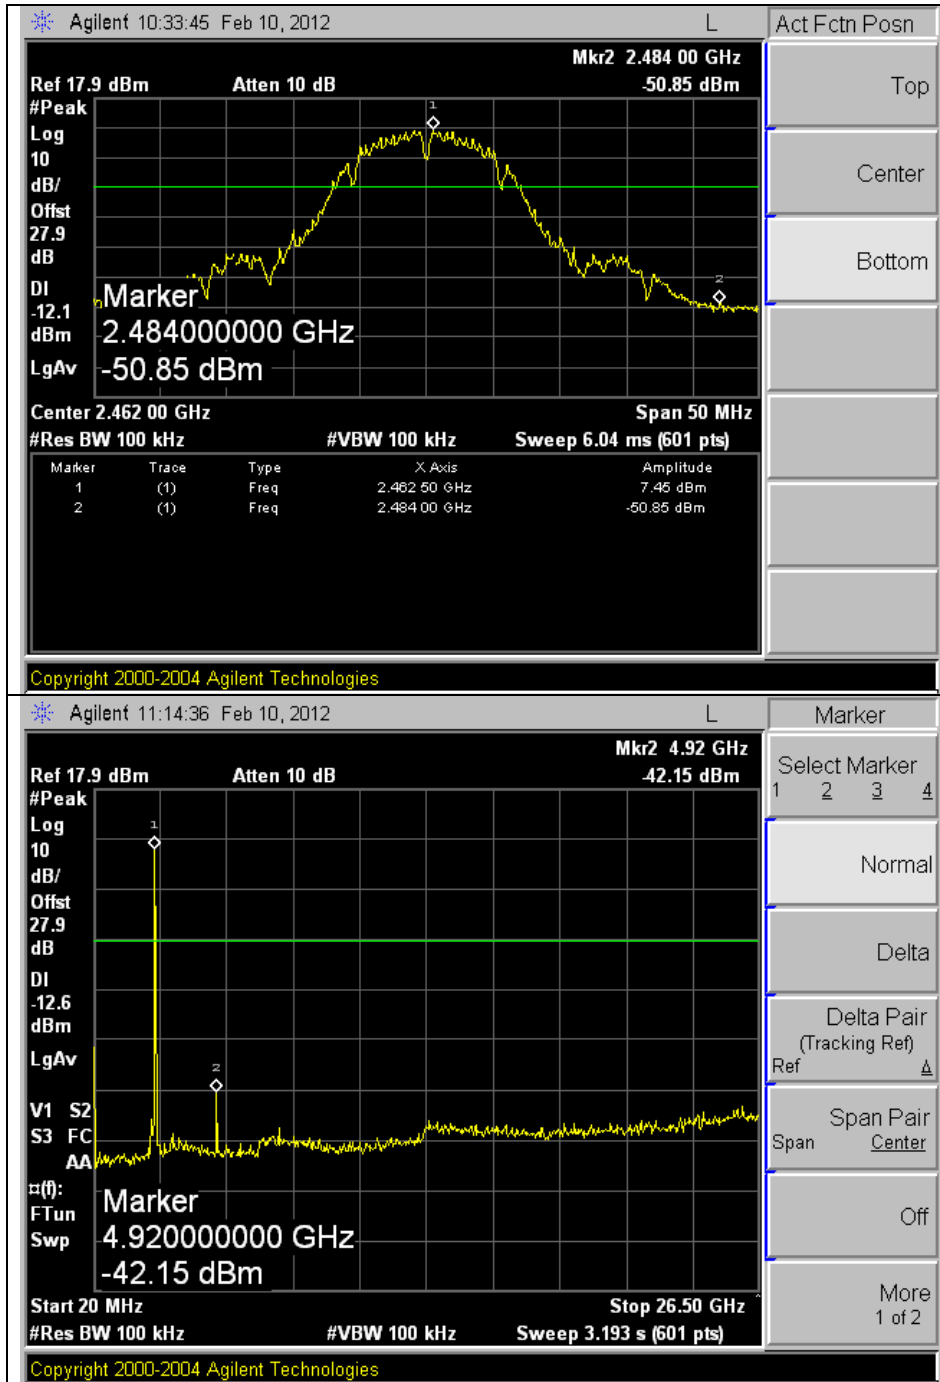 Agilent 10:33:45 Feb 10, 2012 L Act Fctn Posn
Mkr2 2.484 00 GHz
Ref 17.9 dBm Atten 10 dB -50.85 dBm
#Peak
Log
10
dB/
Offst
27.9
dB
DI
-12.1
dBm
LgAv
1
2
Marker
2.484000000 GHz
-50.85 dBm
Center 2.462 00 GHz Span 50 MHz
#Res BW 100 kHz #VBW 100 kHz Sweep 6.04 ms (601 pts)
Marker Trace Type X Axis Amplitude
1 (1) Freq 2.462 50 GHz 7.45 dBm
2 (1) Freq 2.484 00 GHz -50.85 dBm
Top
Center
Bottom
Copyright 2000-2004 Agilent Technologies
Agilent 11:14:36 Feb 10, 2012 L Marker
Mkr2 4.92 GHz
Ref 17.9 dBm Atten 10 dB -42.15 dBm
#Peak
Log
10
dB/
Offst
27.9
dB
DI
-12.6
dBm
LgAv
V1 S2
S3 FC
AA
¤(f):
FTun
Swp
1
2
Marker
4.920000000 GHz
-42.15 dBm
Start 20 MHz Stop 26.50 GHz
#Res BW 100 kHz #VBW 100 kHz Sweep 3.193 s (601 pts)
Select Marker
1 2 3 4
Normal
Delta
Delta Pair
(Tracking Ref)
Ref Δ
Span Pair
Span Center
Off
More
1 of 2
Copyright 2000-2004 Agilent Technologies